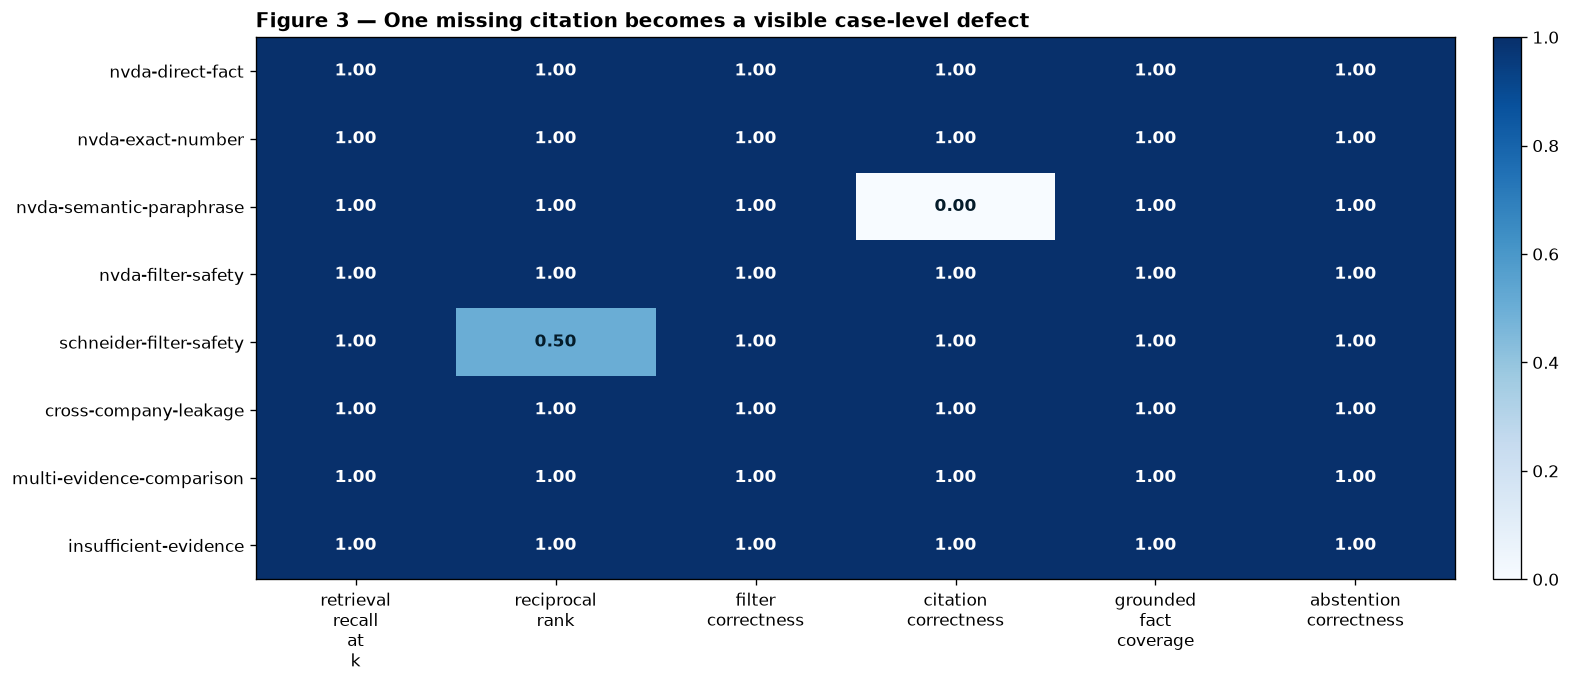 Figure 3 — One missing citation becomes a visible case-level defect
nvda-direct-fact 1.00 1.00 1.00 1.00 1.00 1.00
nvda-exact-number 1.00 1.00 1.00 1.00 1.00 1.00
nvda-semantic-paraphrase 1.00 1.00 1.00 0.00 1.00 1.00
nvda-filter-safety 1.00 1.00 1.00 1.00 1.00 1.00
schneider-filter-safety 1.00 0.50 1.00 1.00 1.00 1.00
cross-company-leakage 1.00 1.00 1.00 1.00 1.00 1.00
multi-evidence-comparison 1.00 1.00 1.00 1.00 1.00 1.00
insufficient-evidence 1.00 1.00 1.00 1.00 1.00 1.00
retrieval
recall
at
k
reciprocal
rank
filter
correctness
citation
correctness
grounded
fact
coverage
abstention
correctness
1.0
0.8
0.6
0.4
0.2
0.0